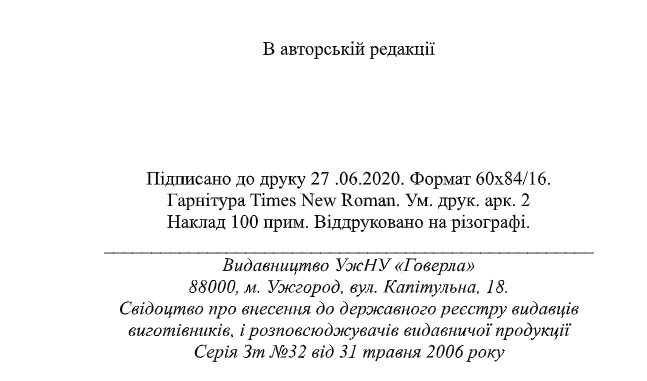 В авторській редакції
Підписано до друку 27 .06.2020. Формат 60х84/16.
Гарнітура Times New Roman. Ум. друк. арк. 2
Наклад 100 прим. Віддруковано на різографі.
Видавництво УжНУ «Говерла»
88000, м. Ужгород, вул. Капітульна, 18.
Свідоцтво про внесення до державного реєстру видавців
виготівників, і розповсюджувачів видавничої продукції
Серія Зт №32 від 31 травня 2006 року